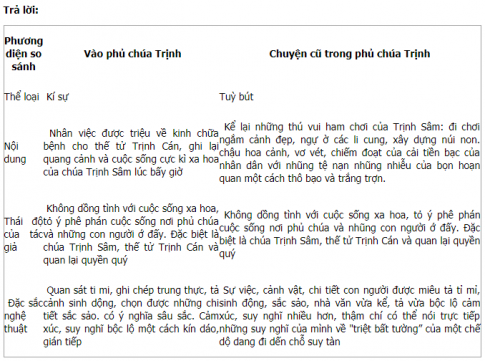 Trả lời:
Phương
diện so
sánh
Vào phủ chúa Trịnh
Chuyện cũ trong phủ chúa Trịnh
Thể loại
Kí sự
Tuỳ bút
Nội
dung
Nhân việc được triệu về kinh chữa
bệnh cho thế tử Trịnh Cán, ghi lại
quang cảnh và cuộc sống cực kì xa hoa
của chúa Trịnh Sâm lúc bấy giờ
Kể lại những thú vui ham chơi của Trịnh Sâm: đi chơi
ngắm cảnh đẹp, ngự ở các li cung, xây dựng núi non.
chậu hoa cảnh, vơ vét, chiếm đoạt của cải tiền bạc của
nhân dân với những tệ nạn nhũng nhiễu của bọn hoạn
quan một cách thô bạo và trắng trợn.
Thái độ
của tác
giả
Không đồng tình với cuộc sống xa hoa,
tỏ ý phê phán cuộc sống nơi phủ chúa
và những con người ở đấy. Đặc biệt là
chúa Trịnh Sâm, thế tử Trịnh Cán và
quan lại quyền quý
Không đồng tình với cuộc sống xa hoa, tỏ ý phê phán
cuộc sống nơi phủ chúa và những con người ở đấy. Đặc
biệt là chúa Trịnh Sâm, thế tử Trịnh Cán và quan lại quyền
quý
Đặc sắc
nghệ
thuật
Quan sát tỉ mỉ, ghi chép trung thực, tả
cảnh sinh động, chọn được những chi
tiết sắc sảo. có ý nghĩa sâu sắc. Cảm
xúc, suy nghĩ bộc lộ một cách kín đáo,
gián tiếp
Sự việc, cảnh vật, chi tiết con người được miêu tả tỉ mỉ,
sinh động, sắc sảo, nhà văn vừa kể, tả vừa bộc lộ cảm
xúc, suy nghĩ nhiều hơn, thậm chí có thể nói trực tiếp
những suy nghĩ của mình về "triệt bất tường” của một chế
độ đang đi đến chỗ suy tàn